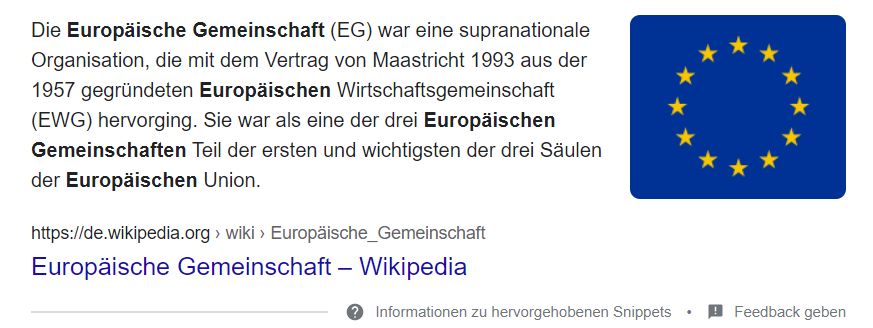 Die Europäische Gemeinschaft (EG) war eine supranationale
Organisation, die mit dem Vertrag von Maastricht 1993 aus der
1957 gegründeten Europäischen Wirtschaftsgemeinschaft
(EWG) hervorging. Sie war als eine der drei Europäischen
Gemeinschaften Teil der ersten und wichtigsten der drei Säulen
der Europäischen Union.
https://de.wikipedia.org › wiki › Europäische_Gemeinschaft
Europäische Gemeinschaft – Wikipedia
Informationen zu hervorgehobenen Snippets • Feedback geben